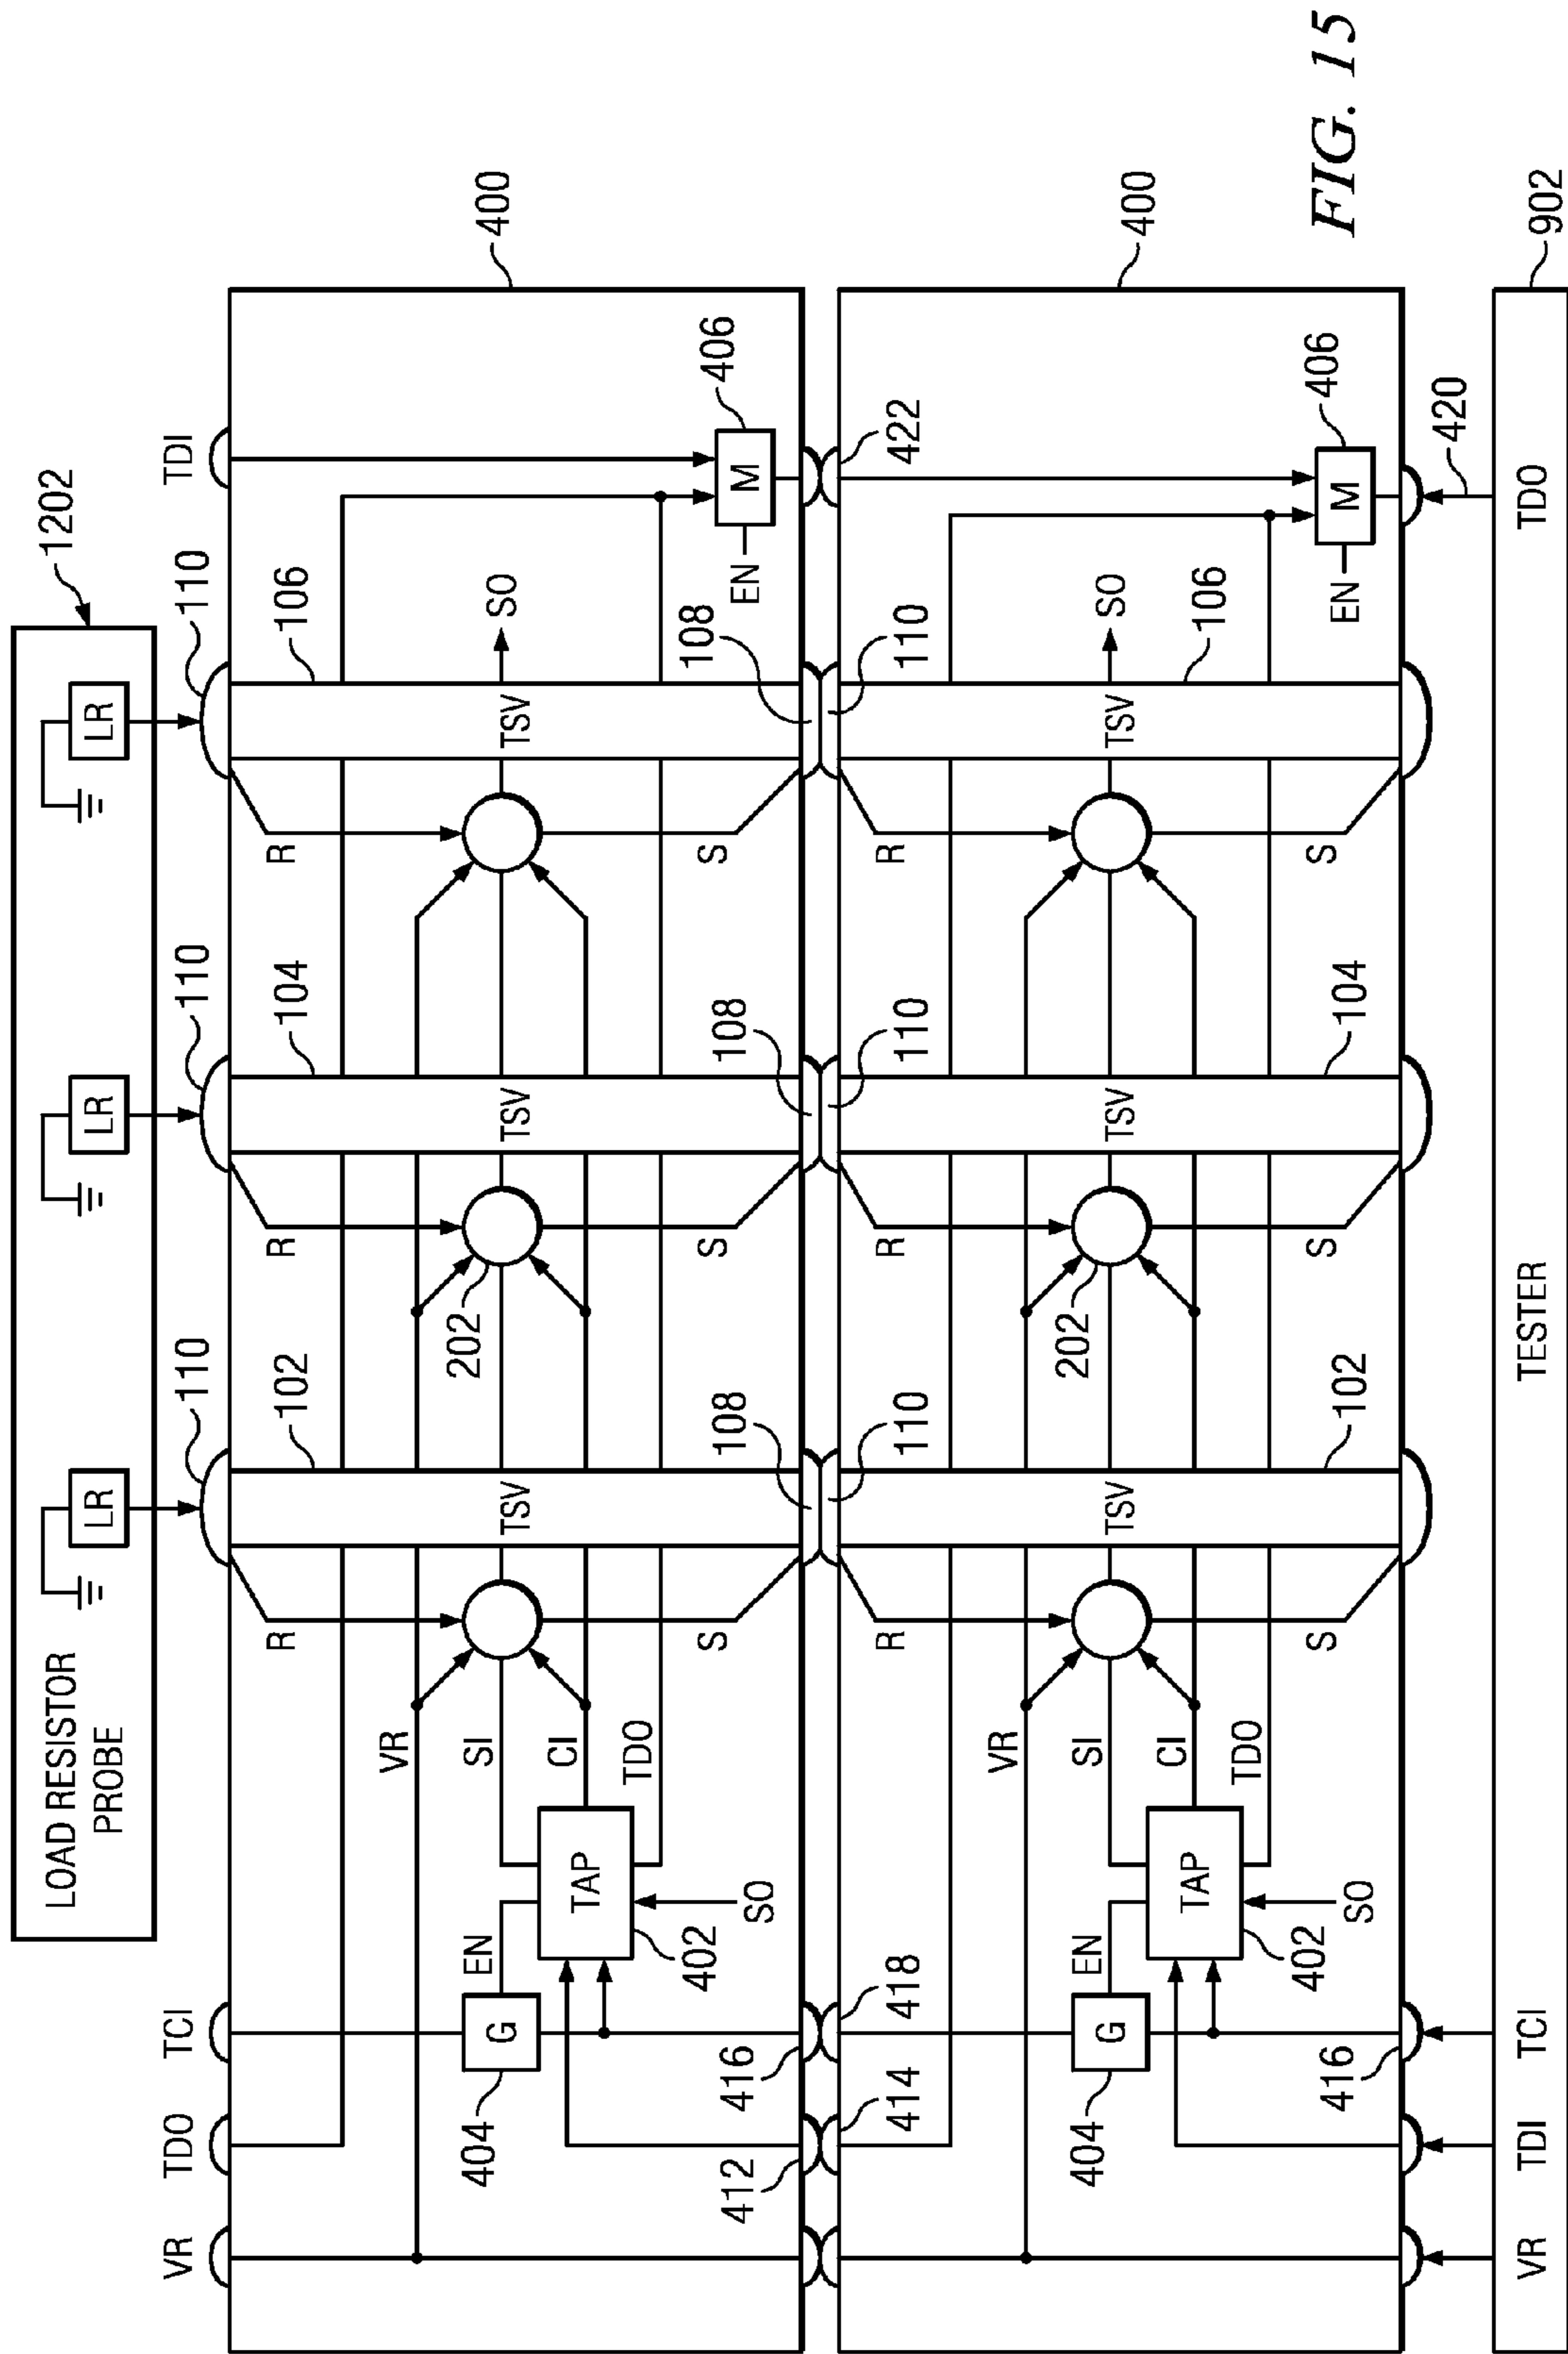 1202
LOAD RESISTOR
PROBE
LR
LR
LR
VR
TDO
TCI
110
110
110
TDI
R
102
R
104
R
106
VR
404
G
EN
SI
202
TSV
TSV
TSV
SO
400
TAP
CI
SO
402
TDO
S
S
S
EN
M
406
412
416
108
108
108
414
418
110
110
110
422
R
R
R
VR
404
G
EN
SI
202
TSV
TSV
TSV
SO
400
TAP
CI
SO
402
TDO
102
104
106
416
S
S
S
EN
M
406
420
FIG. 15
VR
TDI
TCI
TESTER
TDO
902